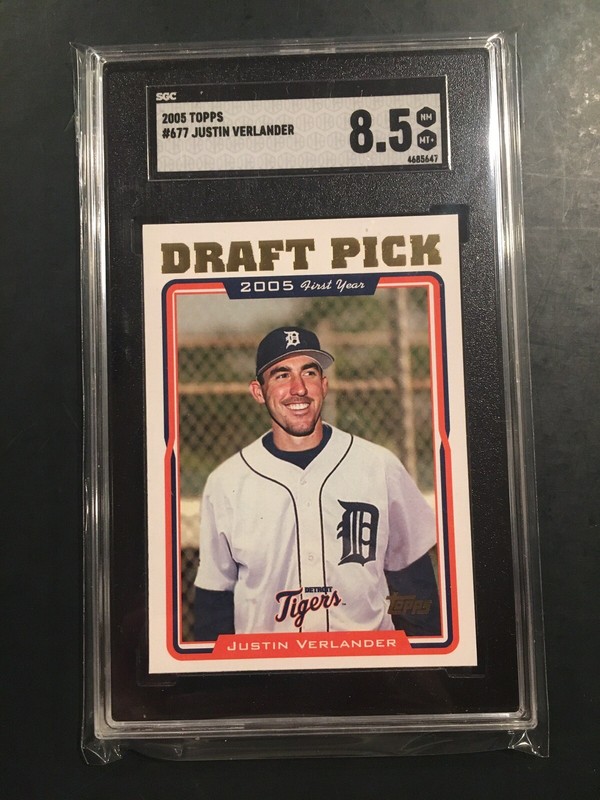 SGC
2005 TOPPS
#677 JUSTIN VERLANDER
8.5
NM
MT+
4685647
DRAFT PICK
2005 First Year
D
D
DETROIT
Tigers™
Topps
JUSTIN VERLANDER